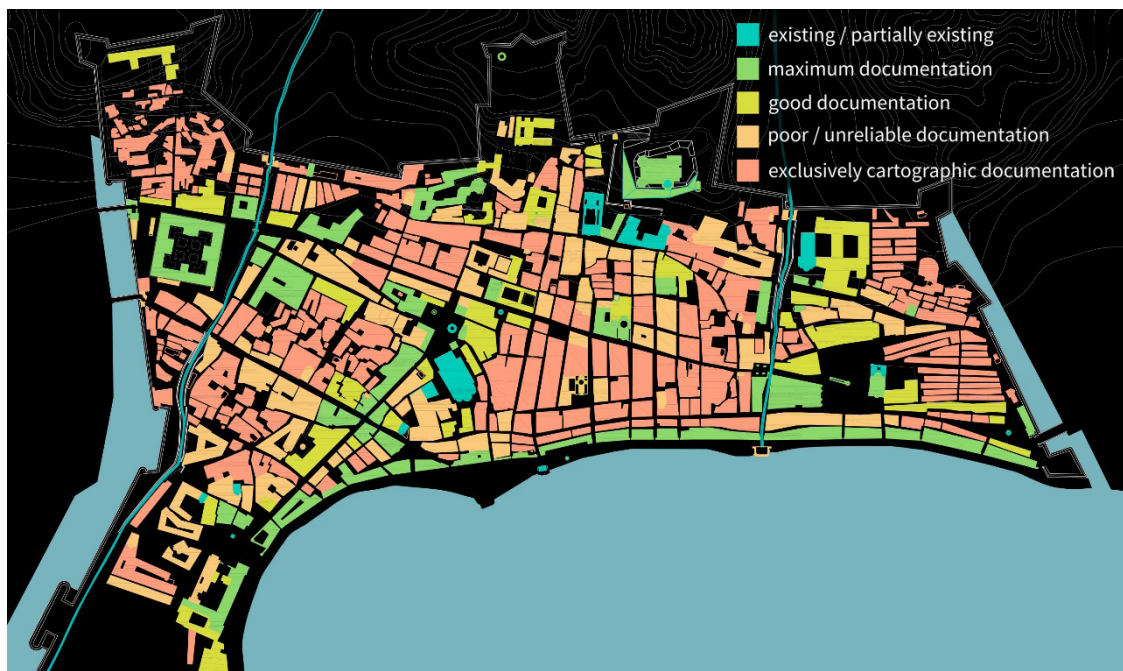 existing / partially existing
maximum documentation
good documentation
poor / unreliable documentation
exclusively cartographic documentation